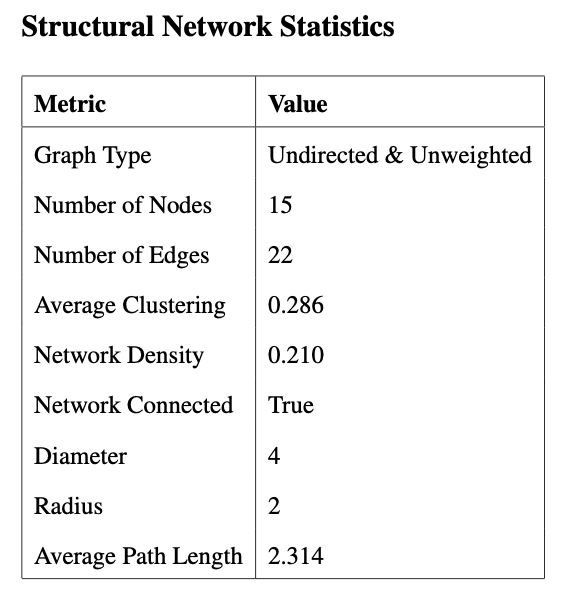 Structural Network Statistics
Metric Value
Graph Type Undirected & Unweighted
Number of Nodes 15
Number of Edges 22
Average Clustering 0.286
Network Density 0.210
Network Connected True
Diameter 4
Radius 2
Average Path Length 2.314